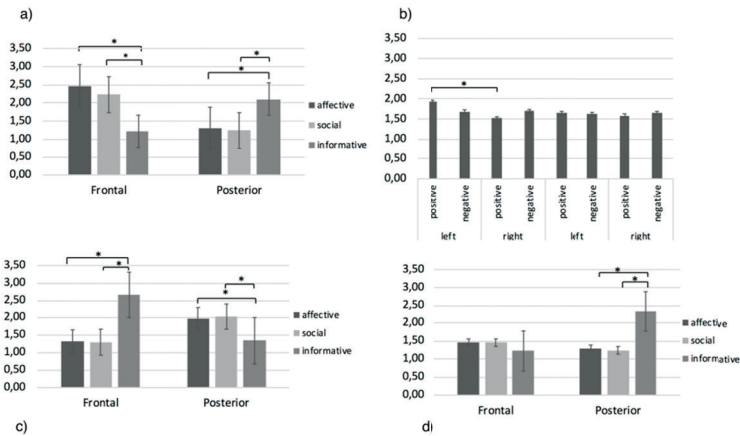 a)
*
*
*
*
3,50
3,00
2,50
2,00
1,50
1,00
0,50
0,00
affective
social
informative
Frontal Posterior
b)
*
3,50
3,00
2,50
2,00
1,50
1,00
0,50
0,00
positive negative positive negative positive negative positive negative
left right left right
*
*
*
*
3,50
3,00
2,50
2,00
1,50
1,00
0,50
0,00
affective
social
informative
Frontal Posterior
c)
*
*
3,50
3,00
2,50
2,00
1,50
1,00
0,50
0,00
affective
social
informative
Frontal Posterior
d)